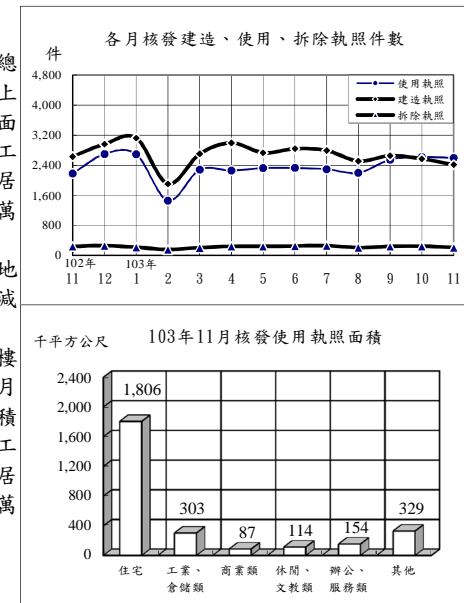 總
上
面
工
居
萬
地
減
樓
月
積
工
居
萬
各月核發建造、使用、拆除執照件數
件
4,800
4,000
3,200
2,400
1,600
800
0
使用執照
建造執照
拆除執照
102年 103年
11 12 1 2 3 4 5 6 7 8 9 10 11
103年11月核發使用執照面積
千平方公尺
2,400
2,000
1,600
1,200
800
400
0
1,806 303 87 114 154 329
住宅 工業、 商業類 休閒、 辦公、 其他
倉儲類 文教類 服務類